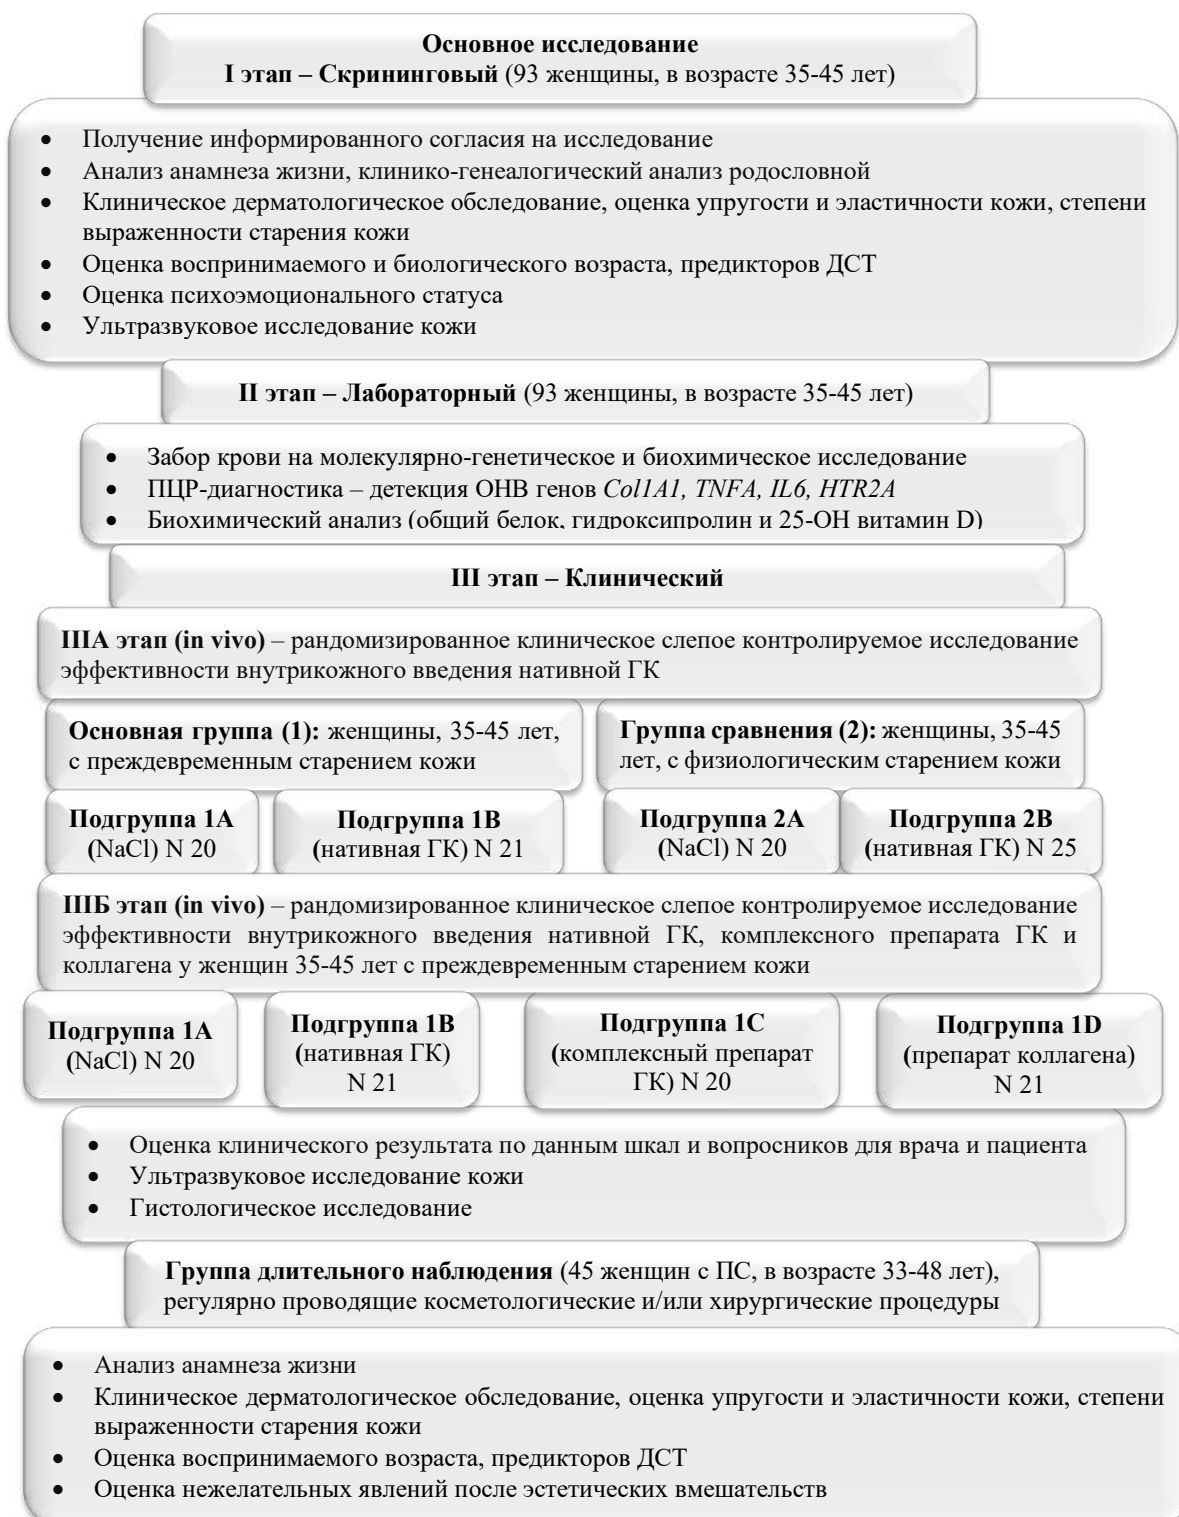 Основное исследование
I этап – Скрининговый (93 женщины, в возрасте 35-45 лет)
• Получение информированного согласия на исследование
• Анализ анамнеза жизни, клинико-генеалогический анализ родословной
• Клиническое дерматологическое обследование, оценка упругости и эластичности кожи, степени
выраженности старения кожи
• Оценка воспринимаемого и биологического возраста, предикторов ДСТ
• Оценка психоэмоционального статуса
• Ультразвуковое исследование кожи
II этап – Лабораторный (93 женщины, в возрасте 35-45 лет)
• Забор крови на молекулярно-генетическое и биохимическое исследование
• ПЦР-диагностика – детекция ОНВ генов Col1A1, TNFA, IL6, HTR2A
• Биохимический анализ (общий белок, гидроксипролин и 25-ОН витамин D)
III этап – Клинический
IIIА этап (in vivo) – рандомизированное клиническое слепое контролируемое исследование
эффективности внутрикожного введения нативной ГК
Основная группа (1): женщины, 35-45 лет,
с преждевременным старением кожи
Группа сравнения (2): женщины, 35-45
лет, с физиологическим старением кожи
Подгруппа 1А
(NaCl) N 20
Подгруппа 1В
(нативная ГК) N 21
Подгруппа 2А
(NaCl) N 20
Подгруппа 2В
(нативная ГК) N 25
IIIБ этап (in vivo) – рандомизированное клиническое слепое контролируемое исследование
эффективности внутрикожного введения нативной ГК, комплексного препарата ГК и
коллагена у женщин 35-45 лет с преждевременным старением кожи
Подгруппа 1А
(NaCl) N 20
Подгруппа 1В
(нативная ГК)
N 21
Подгруппа 1С
(комплексный препарат
ГК) N 20
Подгруппа 1D
(препарат коллагена)
N 21
• Оценка клинического результата по данным шкал и вопросников для врача и пациента
• Ультразвуковое исследование кожи
• Гистологическое исследование
Группа длительного наблюдения (45 женщин с ПС, в возрасте 33-48 лет),
регулярно проводящие косметологические и/или хирургические процедуры
• Анализ анамнеза жизни
• Клиническое дерматологическое обследование, оценка упругости и эластичности кожи, степени
выраженности старения кожи
• Оценка воспринимаемого возраста, предикторов ДСТ
• Оценка нежелательных явлений после эстетических вмешательств